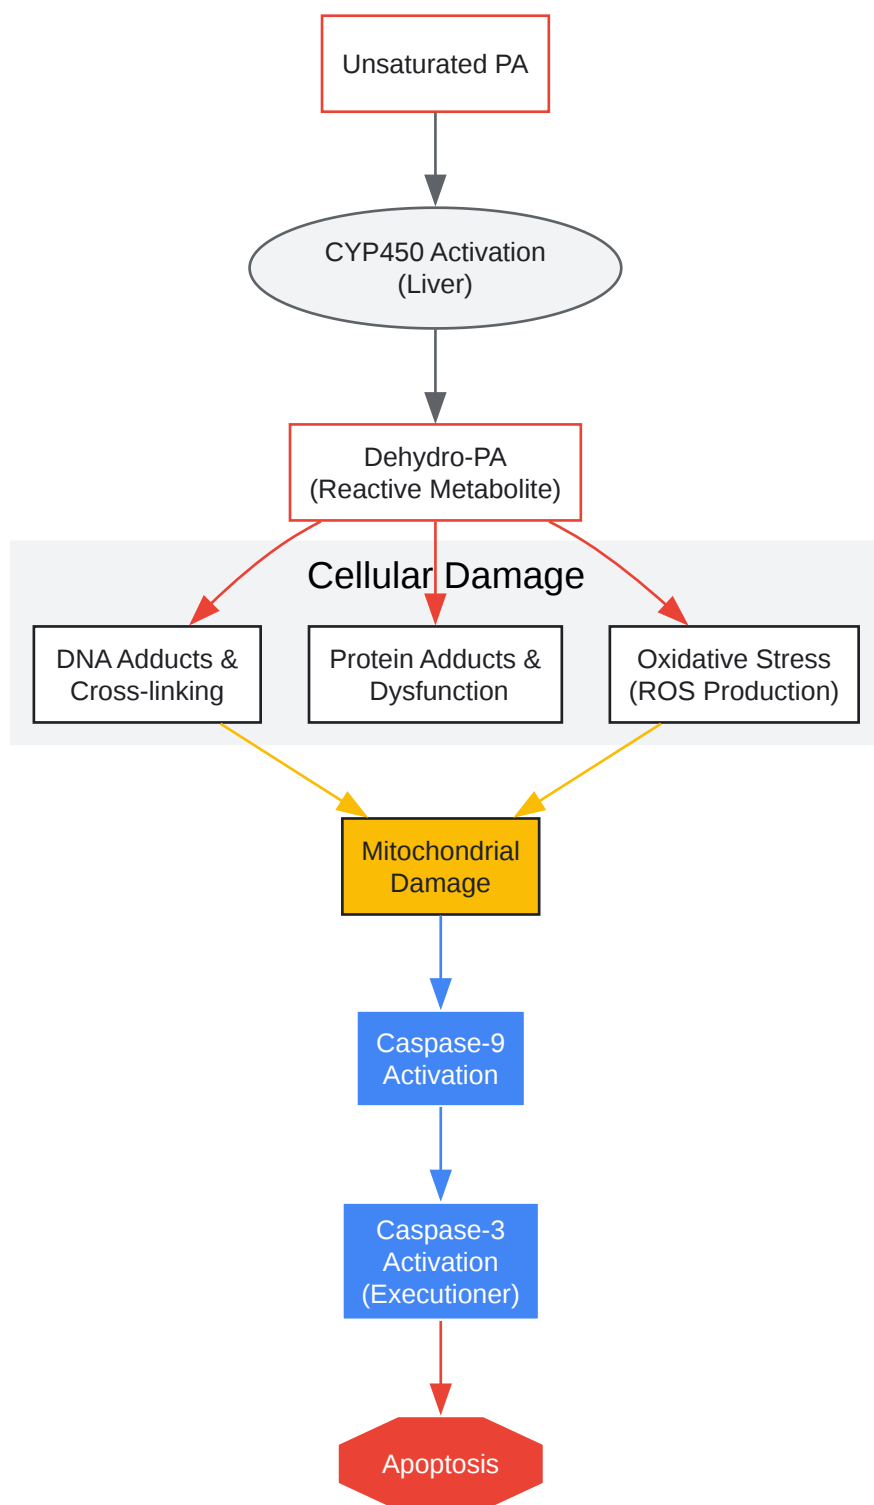 Unsaturated PA
CYP450 Activation
(Liver)
Dehydro-PA
(Reactive Metabolite)
Cellular Damage
DNA Adducts &
Cross-linking
Protein Adducts &
Dysfunction
Oxidative Stress
(ROS Production)
Mitochondrial
Damage
Caspase-9
Activation
Caspase-3
Activation
(Executioner)
Apoptosis